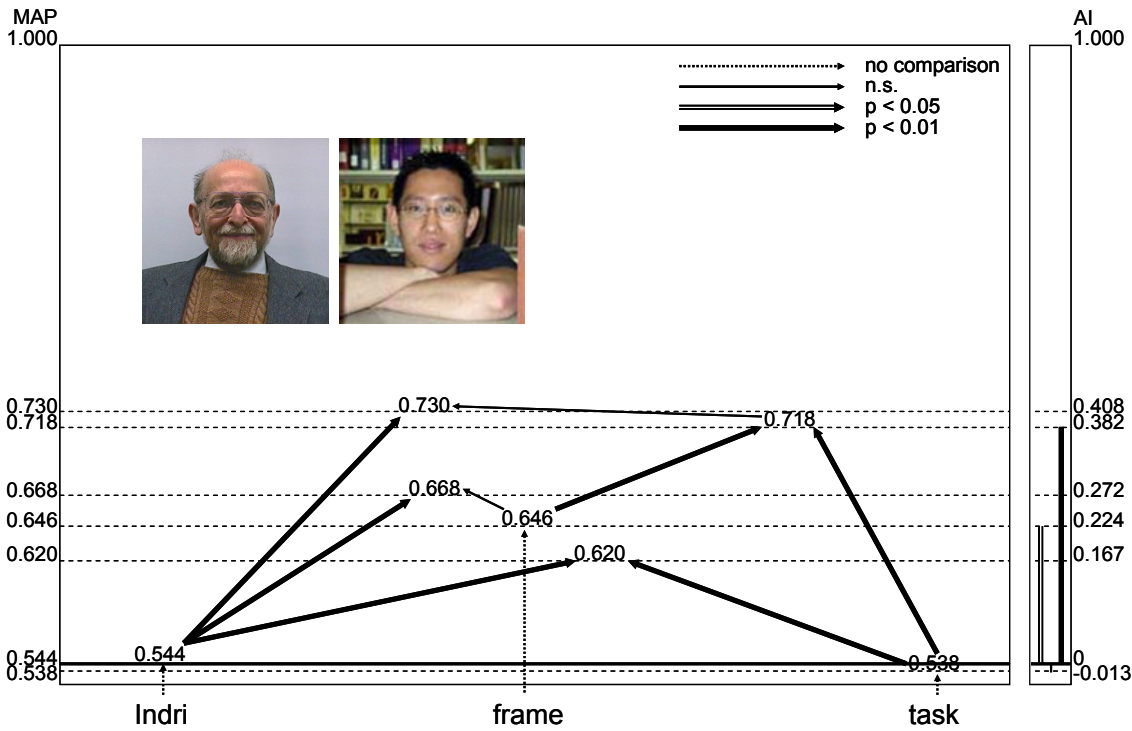 MAP
1.000
AI
1.000
no comparison
n.s.
p < 0.05
p < 0.01
0.730
0.730
0.408
0.718
0.718
0.382
0.668
0.668
0.272
0.646
0.646
0.224
0.620
0.620
0.167
0.544
0.544
0.538
0
0.538
-0.013
Indri
frame
task